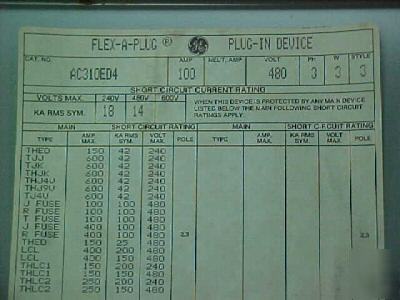 FLEX-A-PLUG ® GE PLUG-IN DEVICE
CAT. NO. AMP NEUT. AMP VOLT PH W STYLE
AC310ED4 100 480 3 3 3
SHORT CIRCUIT CURRENT RATING
VOLTS MAX. 240V 480V 600V
KA RMS SYM. 18 14
WHEN THIS DEVICE IS PROTECTED BY ANY MAIN DEVICE
LISTED BELOW THE MAIN FOLLOWING SHORT CIRCUIT
RATINGS APPLY.
MAIN SHORT CIRCUIT RATING MAIN SHORT CIRCUIT RATING
TYPE AMP. MAX. KA RMS SYM. VOLT MAX. POLE TYPE AMP. MAX. KA RMS SYM. VOLT MAX. POLE
THED 150 42 240
TJJ 600 42 240
TJK 600 42 240
THJK 600 42 240
THJ4V 600 42 240
THJ9V 600 42 240
TJ4V 600 42 240
J FUSE 100 100 480
R FUSE 100 100 480
T FUSE 100 100 480
J FUSE 400 100 480
R FUSE 400 100 480 2,3 2,3
THED 150 25 480
LCL 400 200 240
LCL 400 150 480
THLC1 150 200 240
THLC1 150 150 480
THLC2 250 200 240
THLC2 250 150 480